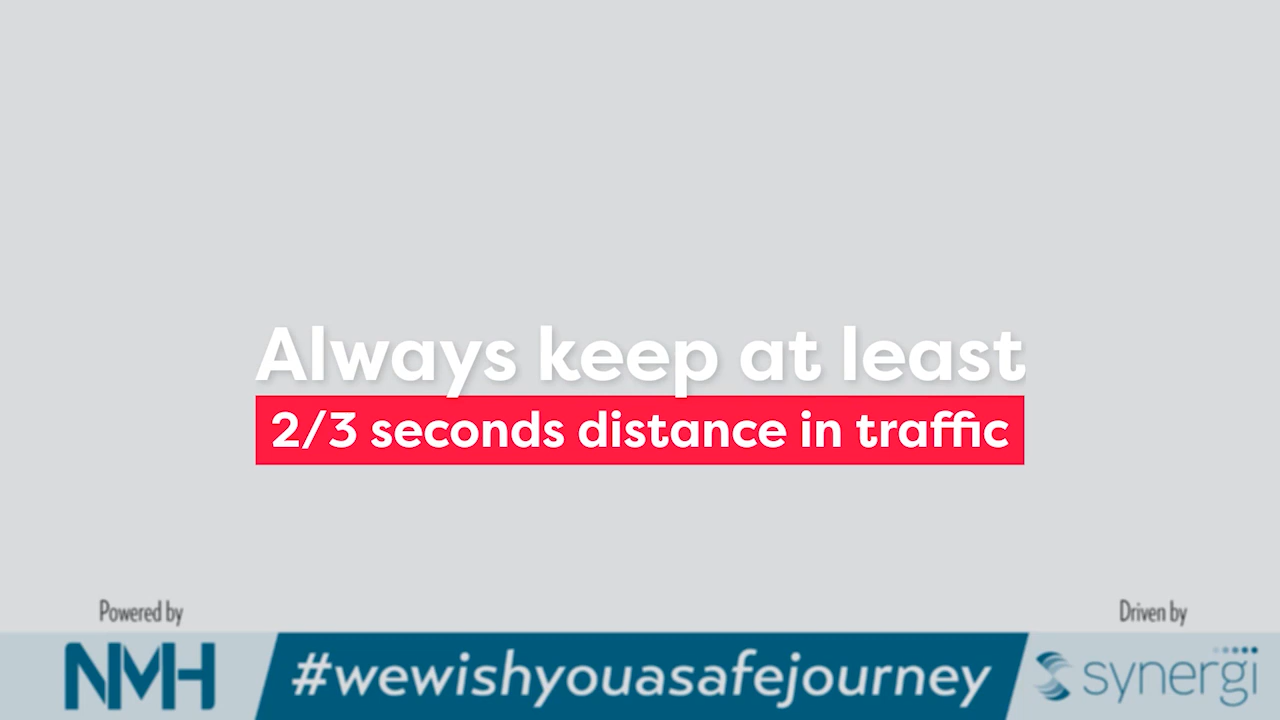 Always keep at least
2/3 seconds distance in traffic
Powered by
Driven by
NMH
#wewishyouasafejourney
synergi